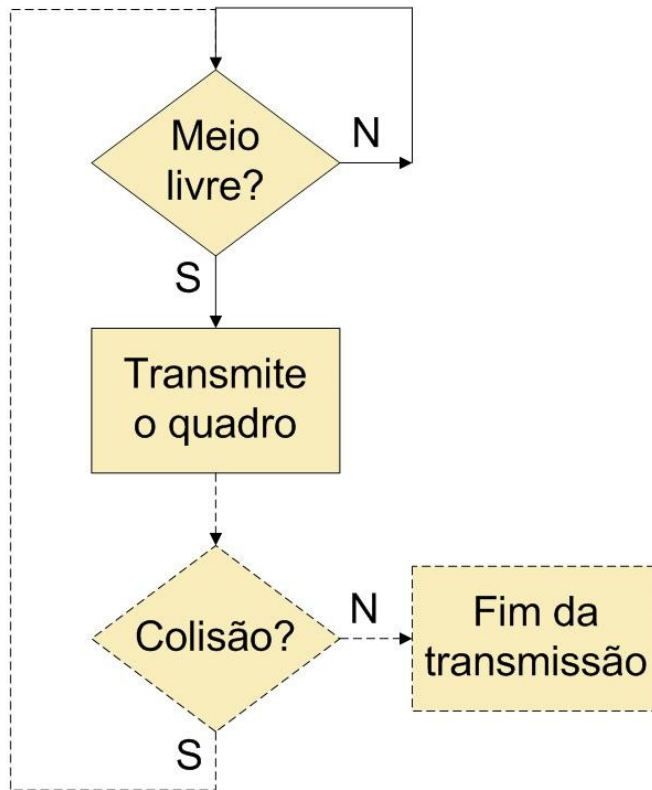 Meio
livre?
N
S
Transmite
o quadro
Colisão?
N
Fim da
transmissão
S